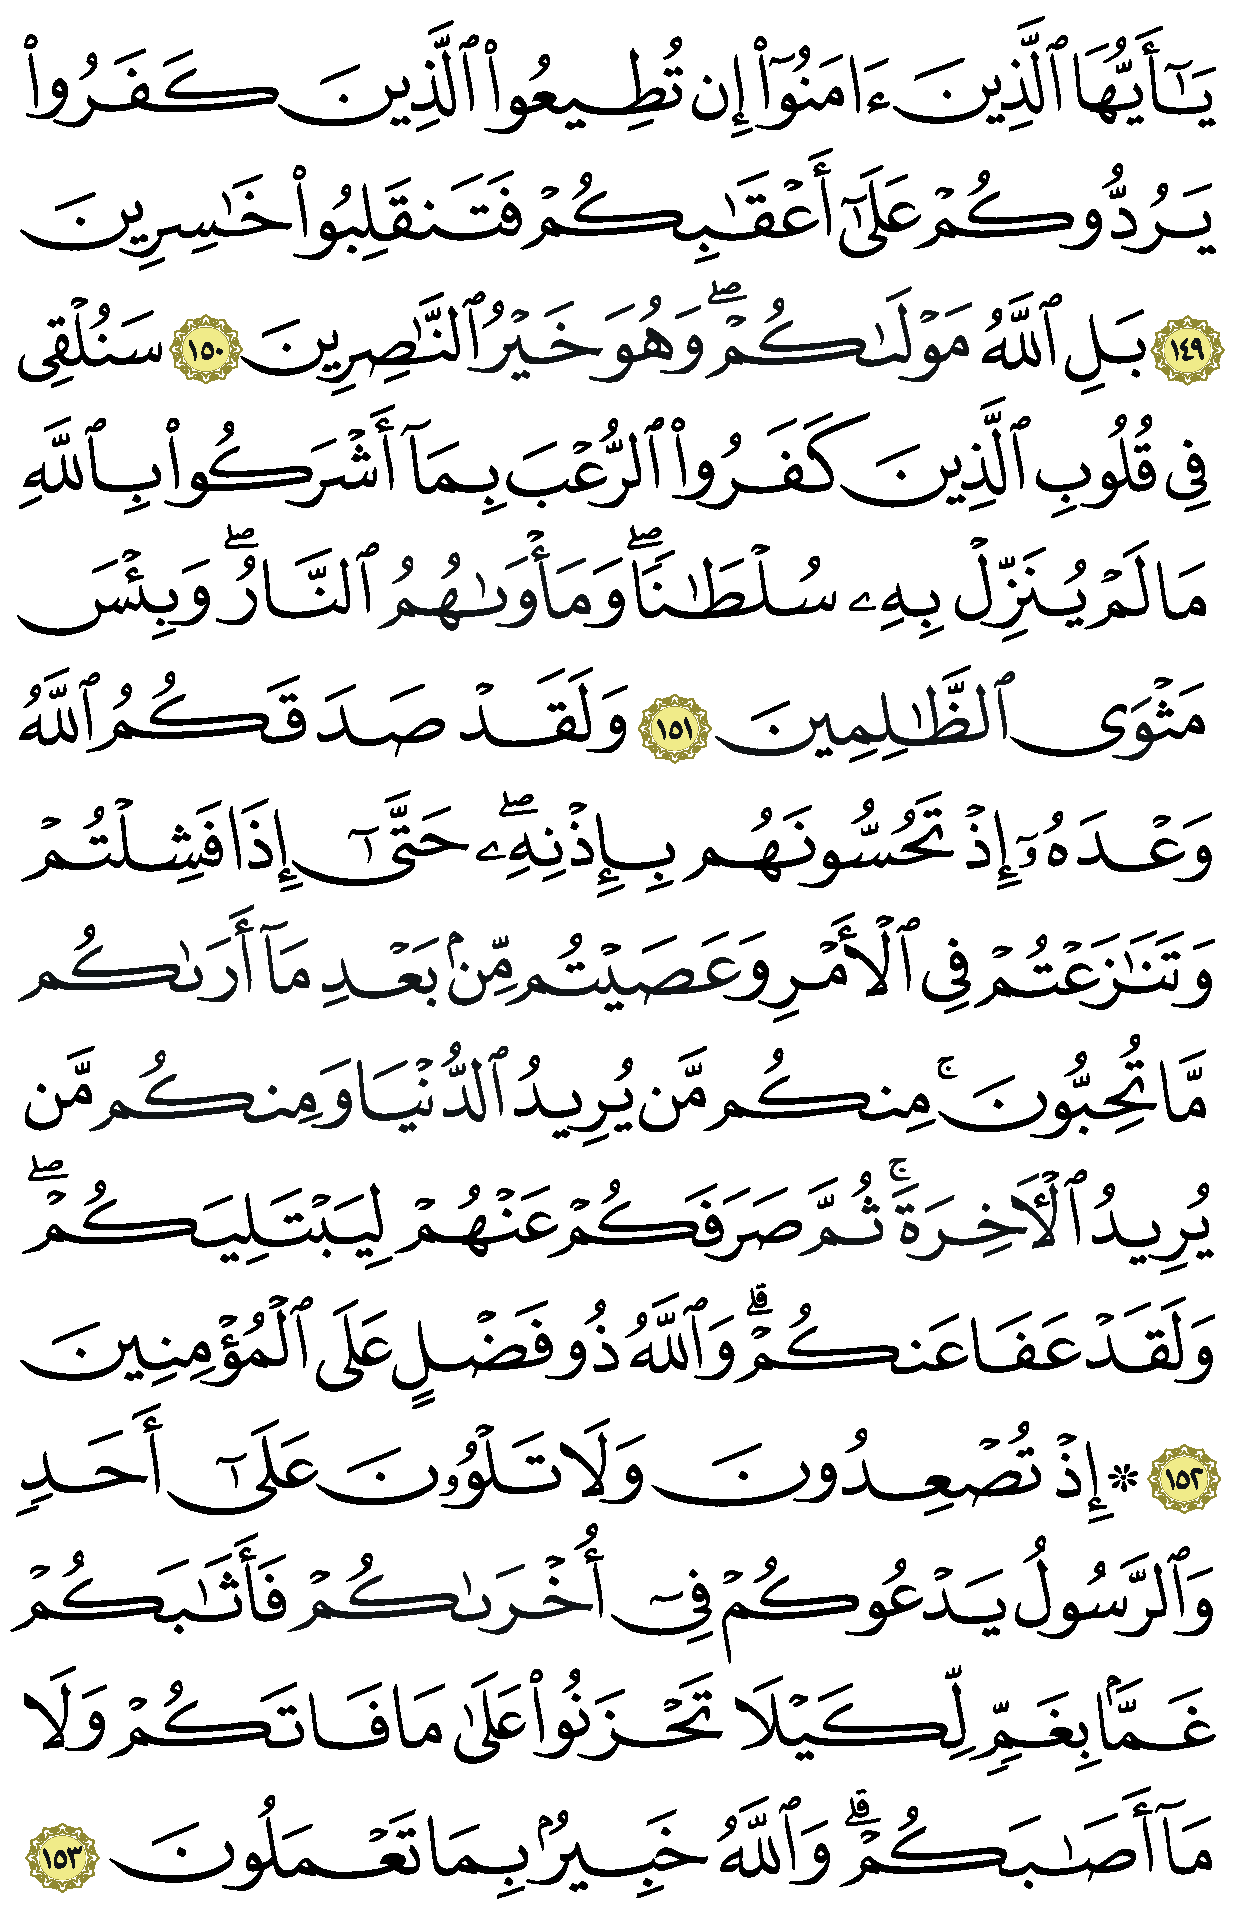 يَـٰٓأَيُّهَا ٱلَّذِينَ ءَامَنُوٓا۟ إِن تُطِيعُوا۟ ٱلَّذِينَ كَفَرُوا۟
يَرُدُّوكُمْ عَلَىٰٓ أَعْقَـٰبِكُمْ فَتَنقَلِبُوا۟ خَـٰسِرِينَ
١٤٩ بَلِ ٱللَّهُ مَوْلَىٰكُمْ ۖ وَهُوَ خَيْرُ ٱلنَّـٰصِرِينَ ١٥٠ سَنُلْقِى
فِى قُلُوبِ ٱلَّذِينَ كَفَرُوا۟ ٱلرُّعْبَ بِمَآ أَشْرَكُوا۟ بِٱللَّهِ
مَا لَمْ يُنَزِّلْ بِهِۦ سُلْطَـٰنًا ۖ وَمَأْوَىٰهُمُ ٱلنَّارُ ۖ وَبِئْسَ
مَثْوَى ٱلظَّـٰلِمِينَ ١٥١ وَلَقَدْ صَدَقَكُمُ ٱللَّهُ
وَعْدَهُۥٓ إِذْ تَحُسُّونَهُم بِإِذْنِهِۦ ۖ حَتَّىٰٓ إِذَا فَشِلْتُمْ
وَتَنَـٰزَعْتُمْ فِى ٱلْأَمْرِ وَعَصَيْتُم مِّنۢ بَعْدِ مَآ أَرَىٰكُم
مَّا تُحِبُّونَ ۚ مِنكُم مَّن يُرِيدُ ٱلدُّنْيَا وَمِنكُم مَّن
يُرِيدُ ٱلْـَٔاخِرَةَ ۚ ثُمَّ صَرَفَكُمْ عَنْهُمْ لِيَبْتَلِيَكُمْ ۖ
وَلَقَدْ عَفَا عَنكُمْ ۗ وَٱللَّهُ ذُو فَضْلٍ عَلَى ٱلْمُؤْمِنِينَ
١٥٢ ۞ إِذْ تُصْعِدُونَ وَلَا تَلْوُۥنَ عَلَىٰٓ أَحَدٍ
وَٱلرَّسُولُ يَدْعُوكُمْ فِىٓ أُخْرَىٰكُمْ فَأَثَـٰبَكُمْ
غَمًّۢا بِغَمٍّ لِّكَيْلَا تَحْزَنُوا۟ عَلَىٰ مَا فَاتَكُمْ وَلَا
مَآ أَصَـٰبَكُمْ ۗ وَٱللَّهُ خَبِيرٌۢ بِمَا تَعْمَلُونَ ١٥٣